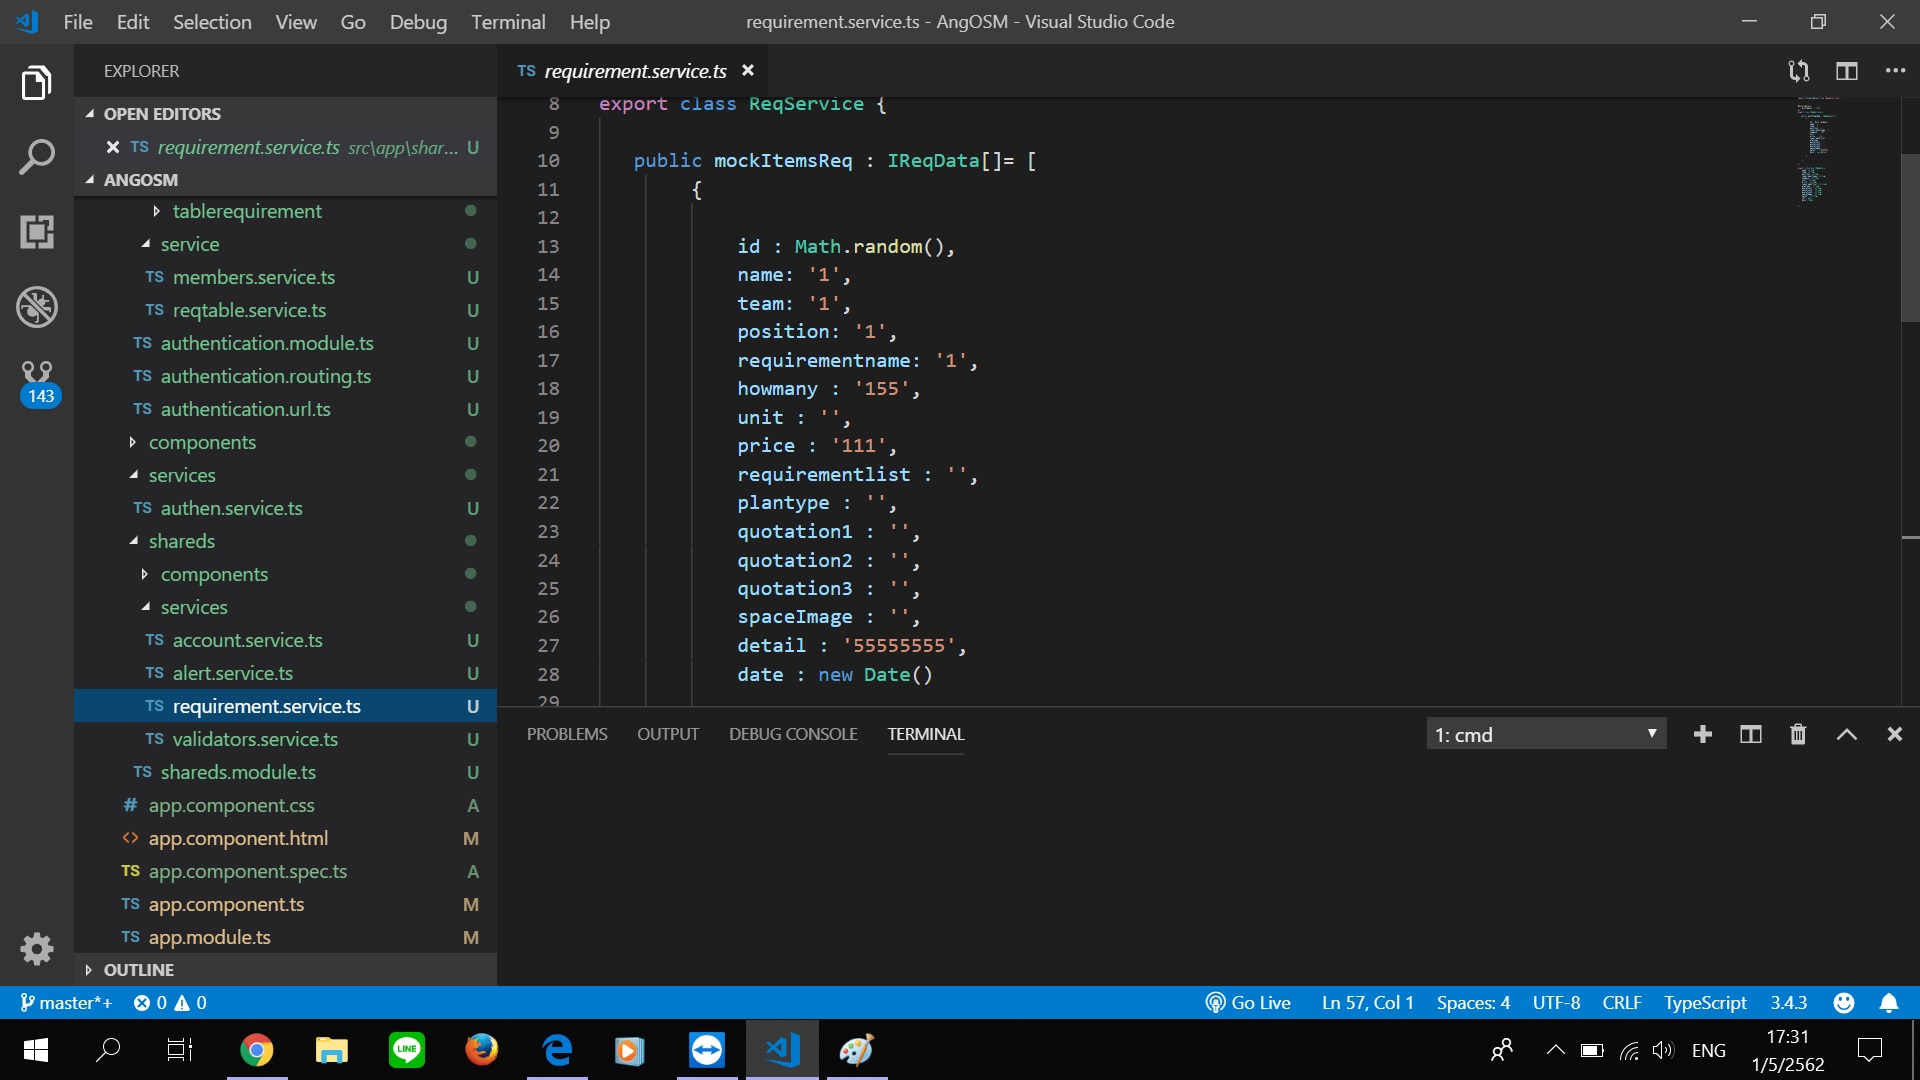 File Edit Selection View Go Debug Terminal Help
requirement.service.ts - AngOSM - Visual Studio Code
EXPLORER
OPEN EDITORS
TS requirement.service.ts src\app\shar... U
ANGOSM
tablerequirement
service
TS members.service.ts U
TS reqtable.service.ts U
TS authentication.module.ts U
TS authentication.routing.ts U
TS authentication.url.ts U
components
services
TS authen.service.ts U
shareds
components
services
TS account.service.ts U
TS alert.service.ts U
TS requirement.service.ts U
TS validators.service.ts U
TS shareds.module.ts U
# app.component.css A
<> app.component.html M
TS app.component.spec.ts A
TS app.component.ts M
TS app.module.ts M
OUTLINE
143
TS requirement.service.ts
8 export class ReqService {
9
10 public mockItemsReq : IReqData[]= [
11 {
12
13 id : Math.random(),
14 name: '1',
15 team: '1',
16 position: '1',
17 requirementname: '1',
18 howmany : '155',
19 unit : '',
20 price : '111',
21 requirementlist : '',
22 plantype : '',
23 quotation1 : '',
24 quotation2 : '',
25 quotation3 : '',
26 spaceImage : '',
27 detail : '55555555',
28 date : new Date()
29
PROBLEMS OUTPUT DEBUG CONSOLE TERMINAL
1: cmd
master*+ 0 0
Go Live Ln 57, Col 1 Spaces: 4 UTF-8 CRLF TypeScript 3.4.3
LINE
ENG
17:31
1/5/2562